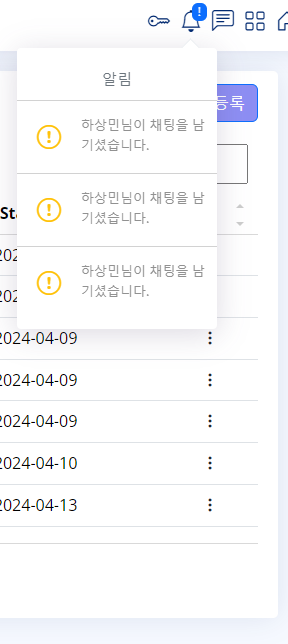 !
알림
등록
하상민님이 채팅을 남
기셨습니다.
하상민님이 채팅을 남
기셨습니다.
하상민님이 채팅을 남
기셨습니다.
Sta
202
202
2024-04-09
2024-04-09
2024-04-09
2024-04-10
2024-04-13